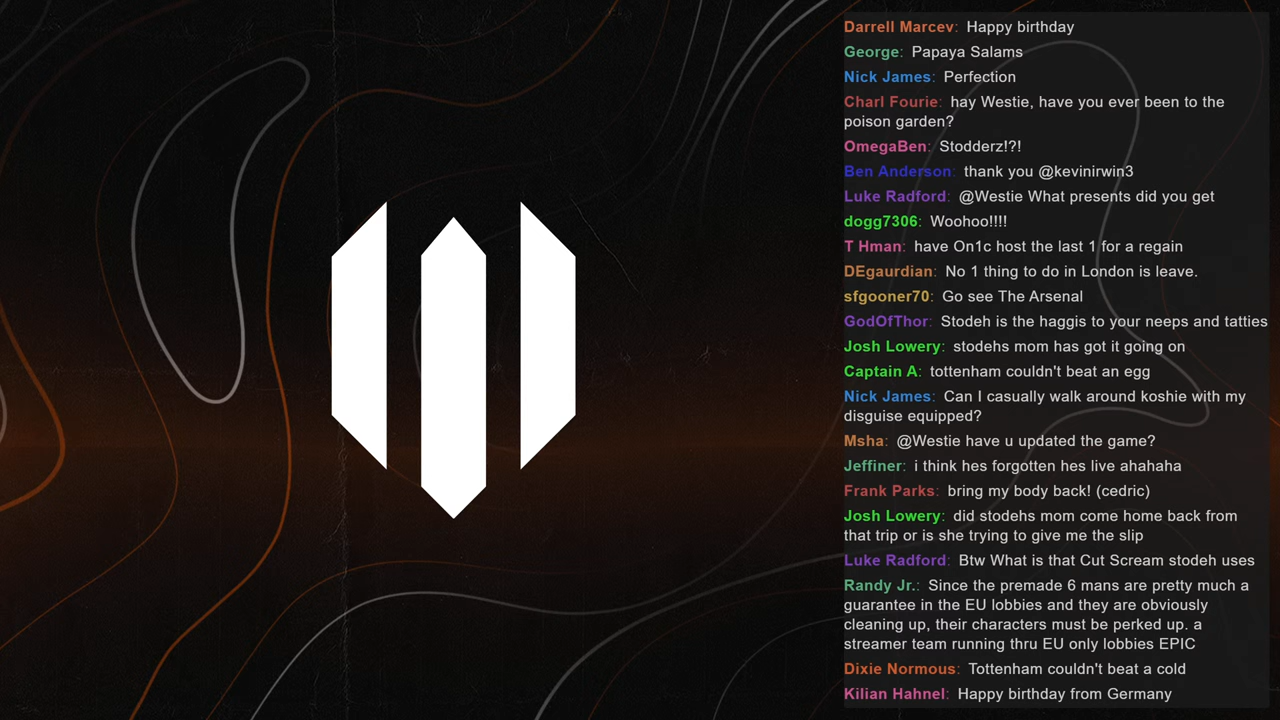 Darrell Marcev: Happy birthday
George: Papaya Salams
Nick James: Perfection
Charl Fourie: hay Westie, have you ever been to the
poison garden?
OmegaBen: Stodderz!?!
Ben Anderson: thank you @kevinirwin3
Luke Radford: @Westie What presents did you get
dogg7306: Woohoo!!!!
T Hman: have On1c host the last 1 for a regain
DEgaurdian: No 1 thing to do in London is leave.
sfgooner70: Go see The Arsenal
GodOfThor: Stodeh is the haggis to your neeps and tatties
Josh Lowery: stodehs mom has got it going on
Captain A: tottenham couldn't beat an egg
Nick James: Can I casually walk around koshie with my
disguise equipped?
Msha: @Westie have u updated the game?
Jeffiner: i think hes forgotten hes live ahahaha
Frank Parks: bring my body back! (cedric)
Josh Lowery: did stodehs mom come home back from
that trip or is she trying to give me the slip
Luke Radford: Btw What is that Cut Scream stodeh uses
Randy Jr.: Since the premade 6 mans are pretty much a
guarantee in the EU lobbies and they are obviously
cleaning up, their characters must be perked up. a
streamer team running thru EU only lobbies EPIC
Dixie Normous: Tottenham couldn't beat a cold
Kilian Hahnel: Happy birthday from Germany